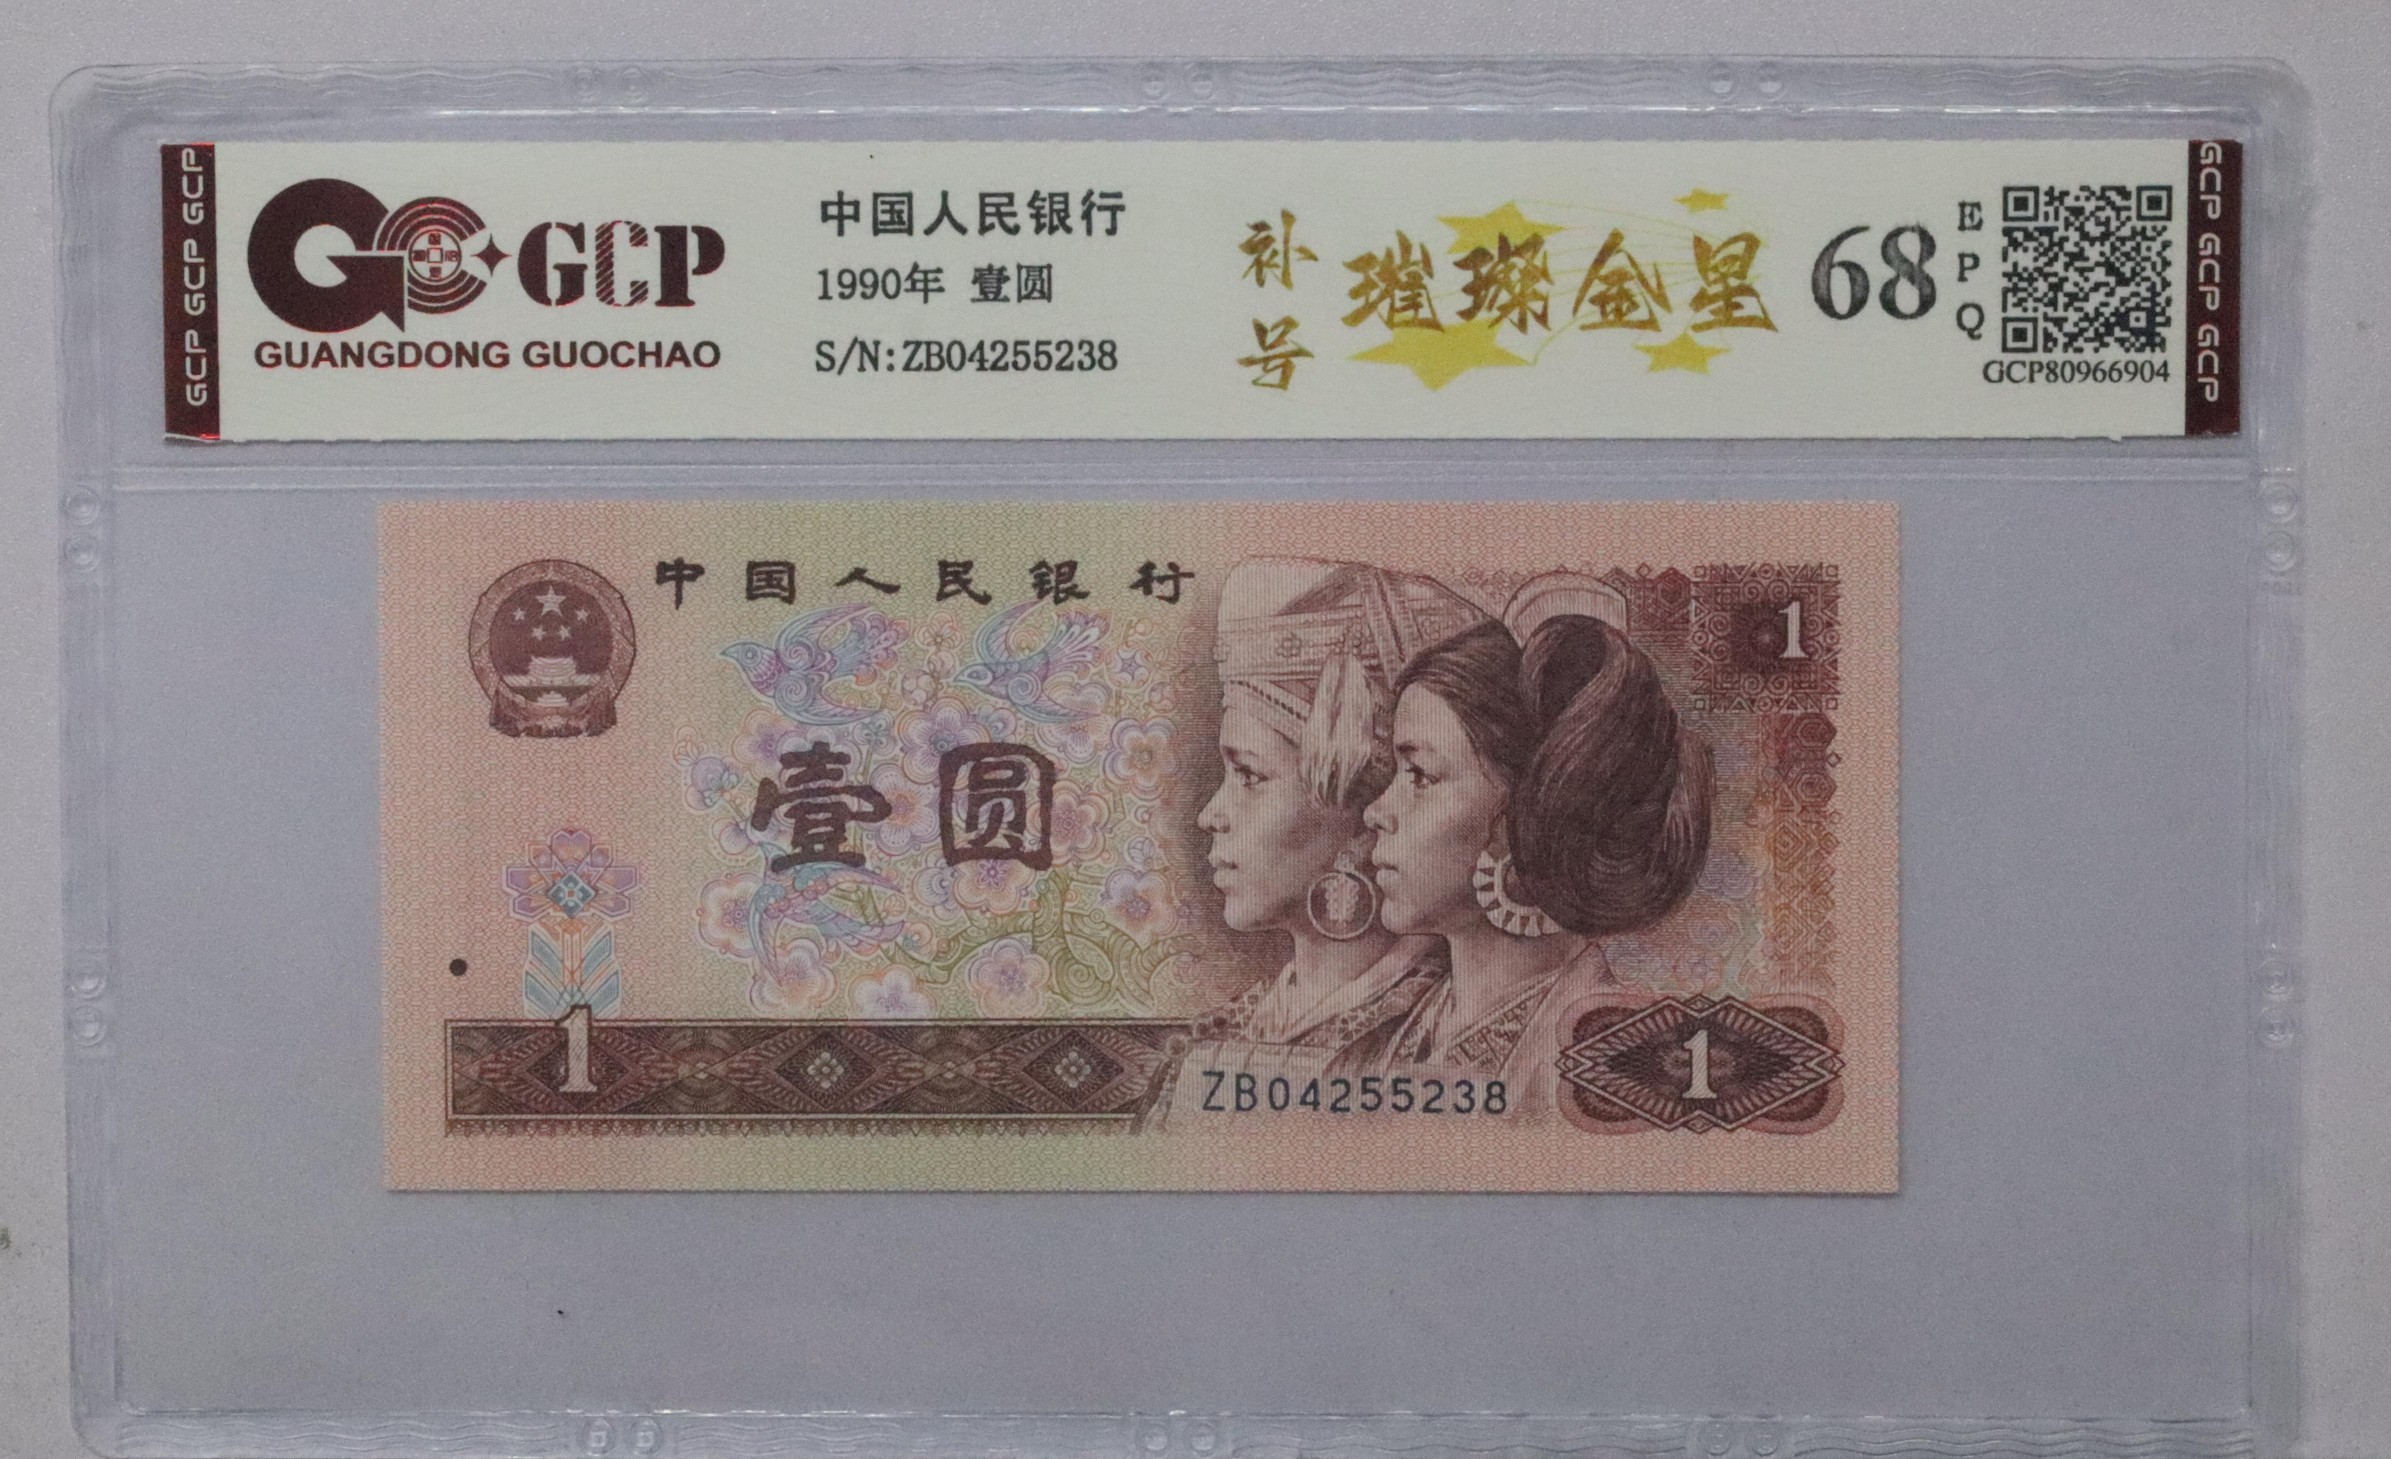 GCP GCP GCP
GCP
GUANGDONG GUOCHAO
中国人民银行
1990年 壹圆
S/N:ZB04255238
补号
璀璨金星
68
EPQ
GCP80966904
GCP GCP GCP
中国人民银行
1
壹圆
1
ZB04255238
1